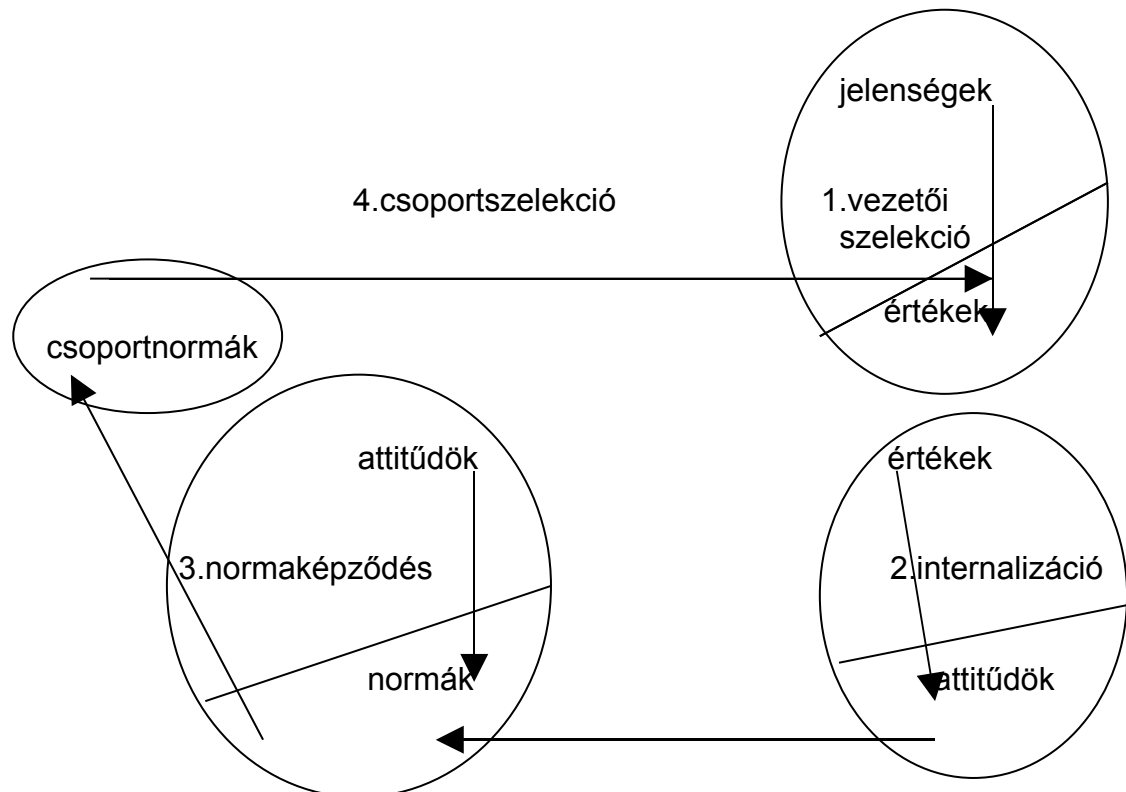 jelenségek
4.csoportszelekció
1.vezetői
szelekció
értékek
csoportnormák
attitűdök
értékek
3.normaképződés
2.internalizáció
normák
attitűdök